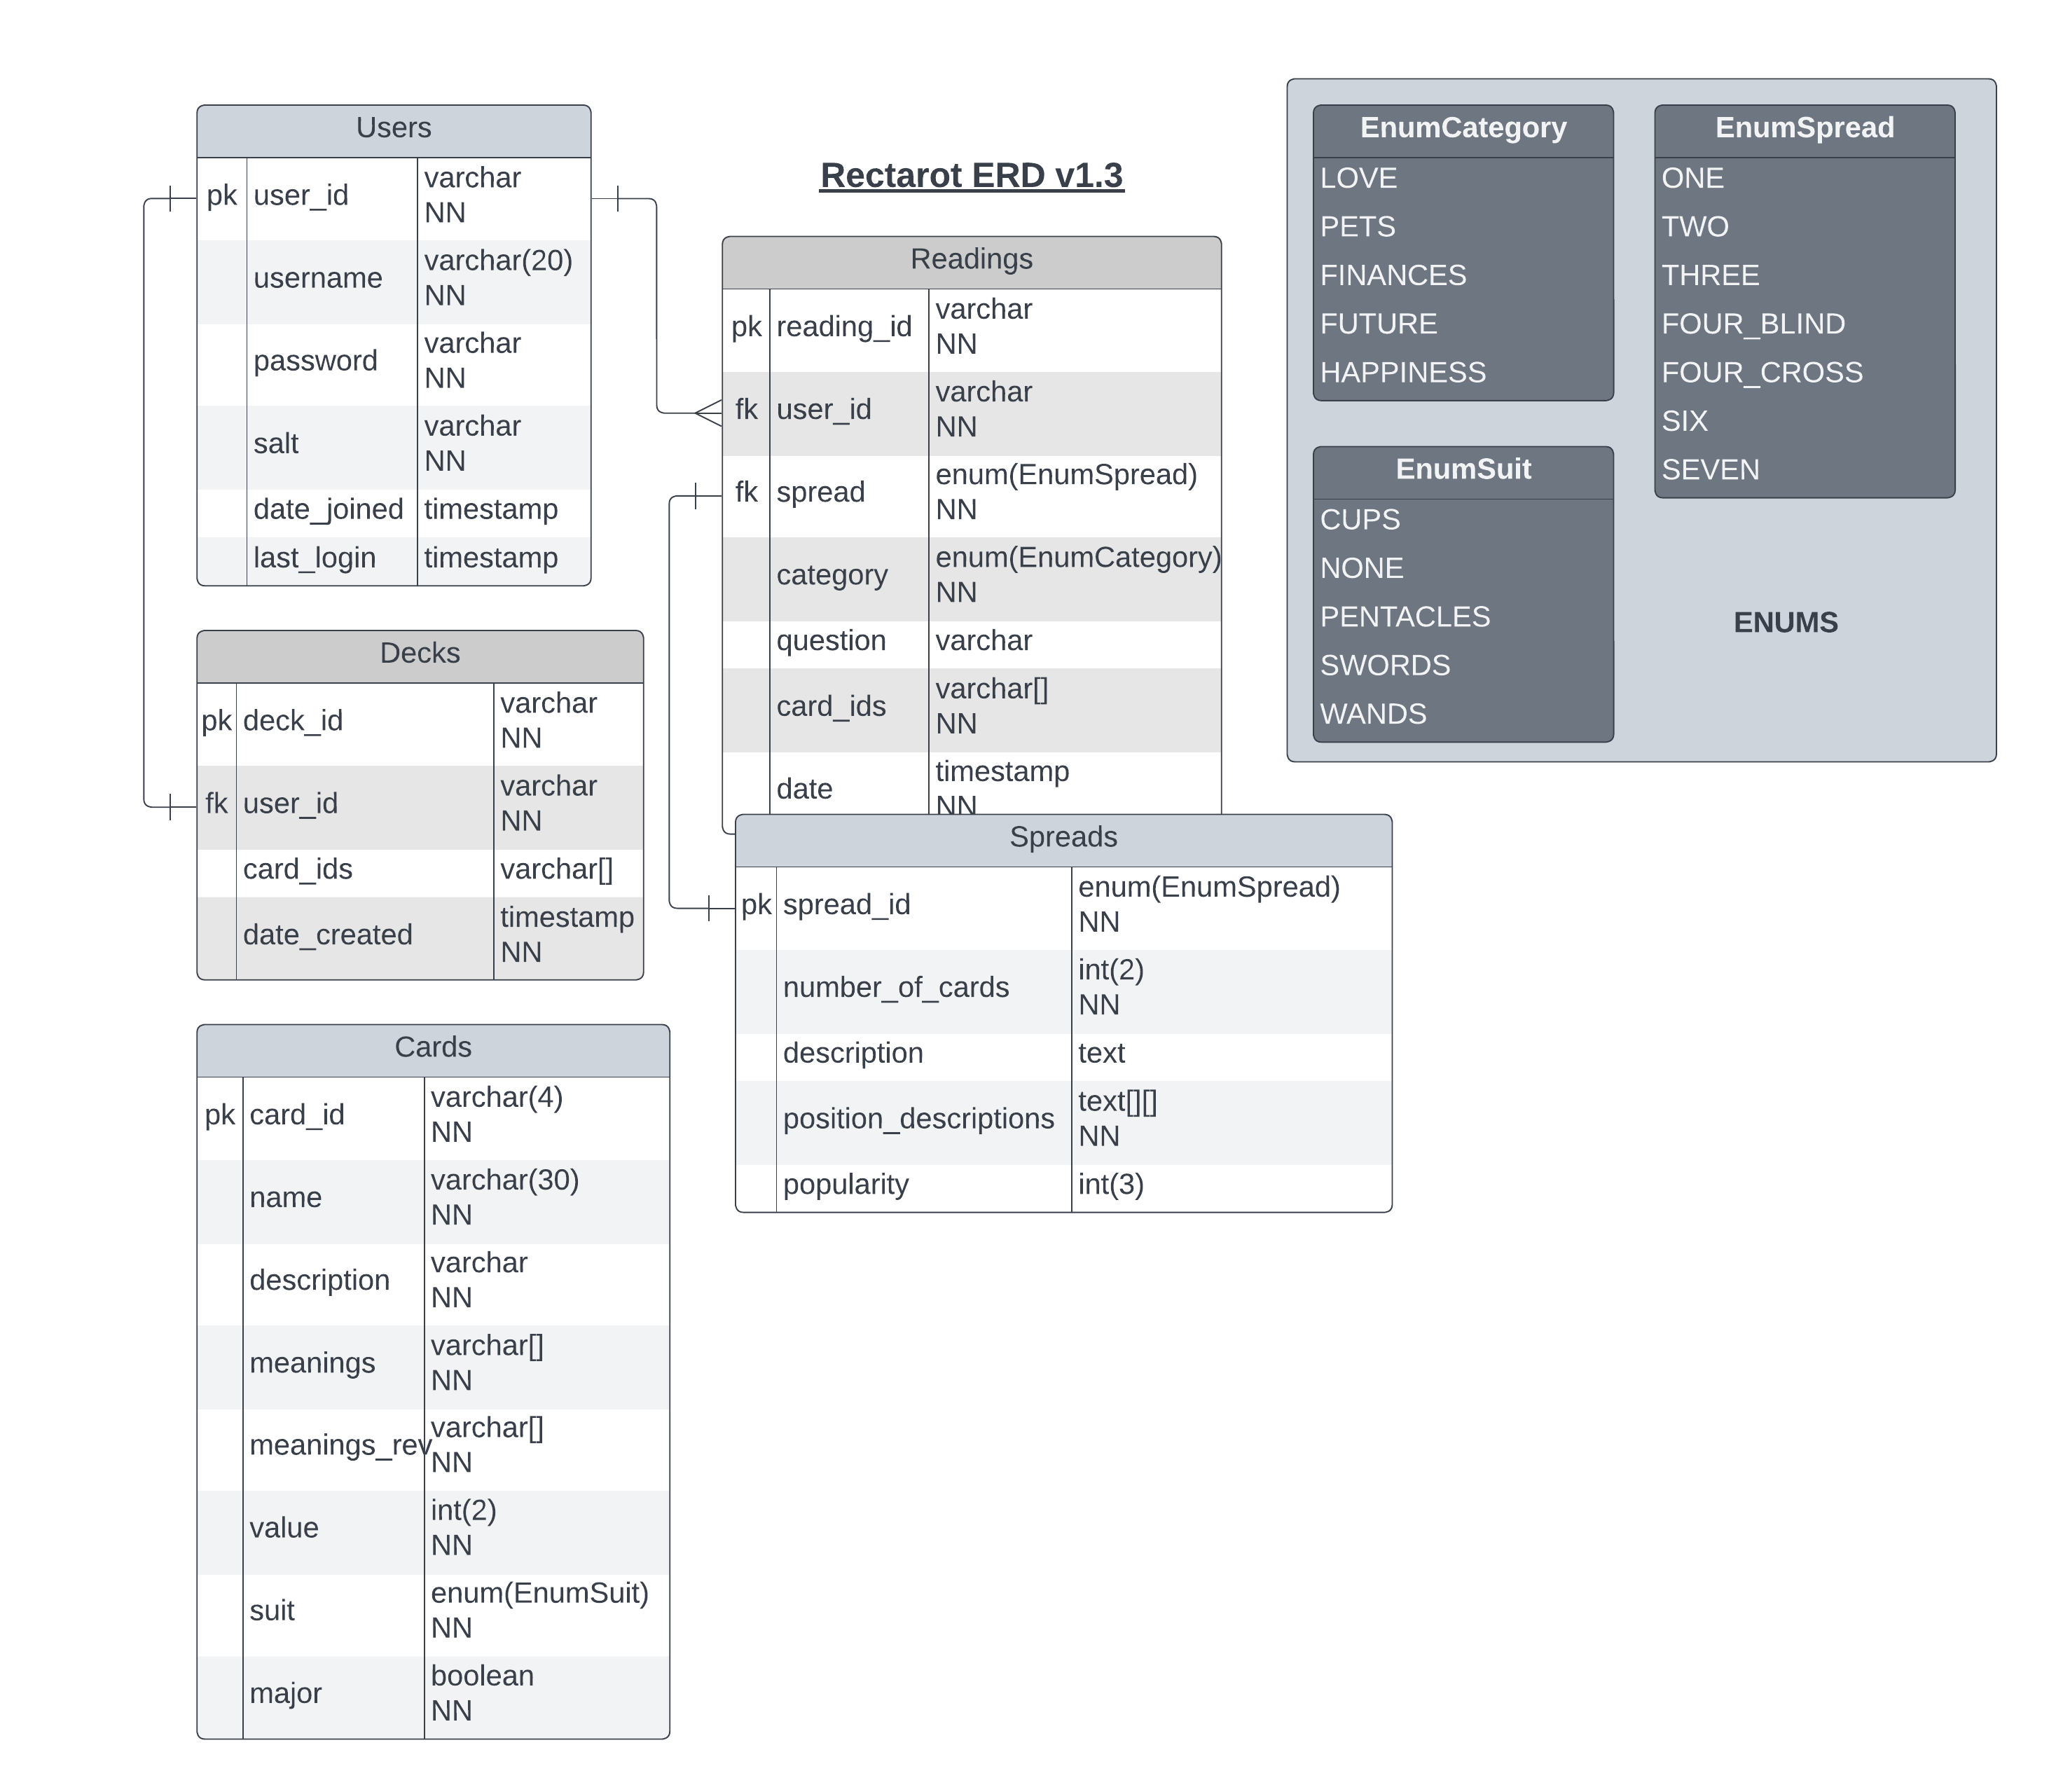 Rectarot ERD v1.3
Users
pk user_id varchar
NN
username varchar(20)
NN
password varchar
NN
salt varchar
NN
date_joined timestamp
last_login timestamp
Decks
pk deck_id varchar
NN
fk user_id varchar
NN
card_ids varchar[]
date_created timestamp
NN
Cards
pk card_id varchar(4)
NN
name varchar(30)
NN
description varchar
NN
meanings varchar[]
NN
meanings_rev varchar[]
NN
value int(2)
NN
suit enum(EnumSuit)
NN
major boolean
NN
Readings
pk reading_id varchar
NN
fk user_id varchar
NN
fk spread enum(EnumSpread)
NN
category enum(EnumCategory)
NN
question varchar
card_ids varchar[]
NN
date timestamp
NN
Spreads
pk spread_id enum(EnumSpread)
NN
number_of_cards int(2)
NN
description text
position_descriptions text[][]
NN
popularity int(3)
EnumCategory
LOVE
PETS
FINANCES
FUTURE
HAPPINESS
EnumSuit
CUPS
NONE
PENTACLES
SWORDS
WANDS
EnumSpread
ONE
TWO
THREE
FOUR_BLIND
FOUR_CROSS
SIX
SEVEN
ENUMS